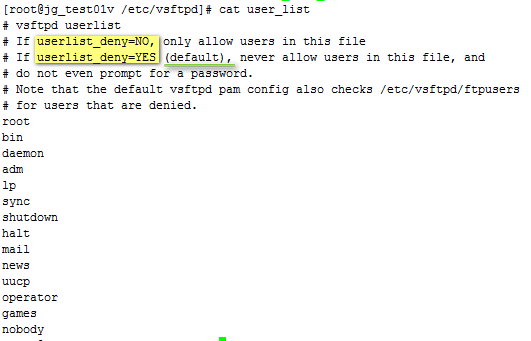 [root@jg_test01v /etc/vsftpd]# cat user_list
# vsftpd userlist
# If userlist_deny=NO, only allow users in this file
# If userlist_deny=YES (default), never allow users in this file, and
# do not even prompt for a password.
# Note that the default vsftpd pam config also checks /etc/vsftpd/ftpusers
# for users that are denied.
root
bin
daemon
adm
lp
sync
shutdown
halt
mail
news
uucp
operator
games
nobody